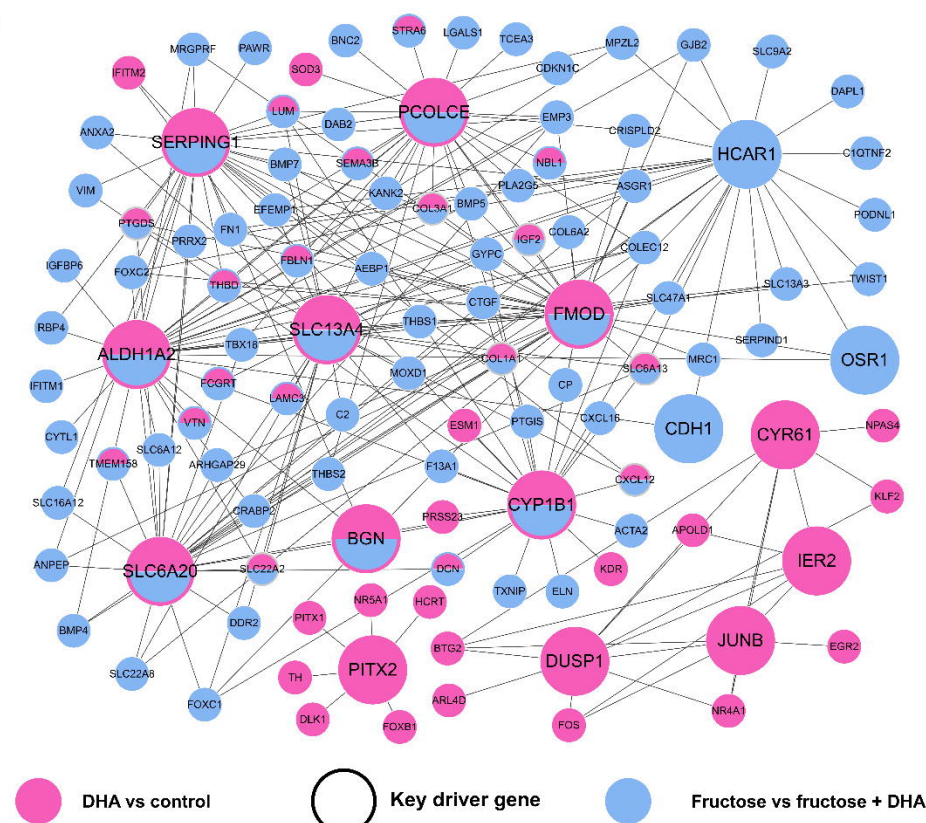 STRA6
LGALS1
BNC2
TCEA3
MRGPRF
PAWR
MPZL2
GJB2
SLC9A2
IFITM2
SOD3
CDKN1C
DAPL1
LUM
PCOLCE
EMP3
CRISPLD2
DAB2
ANXA2
SERPING1
HCAR1
C1QTNF2
BMP7
SEMA3B
NBL1
VIM
KANK2
PLA2G5
ASGR1
EFEMP1
COL3A1
BMP5
PODNL1
PTGDS
FN1
COL6A2
PRRX2
IGF2
COLEC12
IGFBP6
FOXC2
FBLN1
AEBP1
GYPC
TWIST1
THBD
SLC13A3
CTGF
SLC47A1
RBP4
SLC13A4
THBS1
FMOD
SERPIND1
ALDH1A2
TBX18
COL1A1
MRC1
OSR1
IFITM1
FCGRT
MOXD1
SLC6A13
LAMC3
CP
C2
CYTL1
VTN
ESM1
PTGIS
CXCL16
CDH1
CYR61
NPAS4
SLC6A12
TMEM158
ARHGAP29
THBS2
F13A1
CXCL12
SLC16A12
CRABP2
PRSS23
CYP1B1
KLF2
BGN
ACTA2
APOLD1
ANPEP
SLC6A20
SLC22A2
DCN
KDR
IER2
TXNIP
ELN
NR5A1
HCRT
BMP4
DDR2
PITX1
BTG2
JUNB
EGR2
SLC22A8
TH
PITX2
DUSP1
FOXC1
ARL4D
DLK1
FOXB1
FOS
NR4A1
DHA vs control
Key driver gene
Fructose vs fructose + DHA